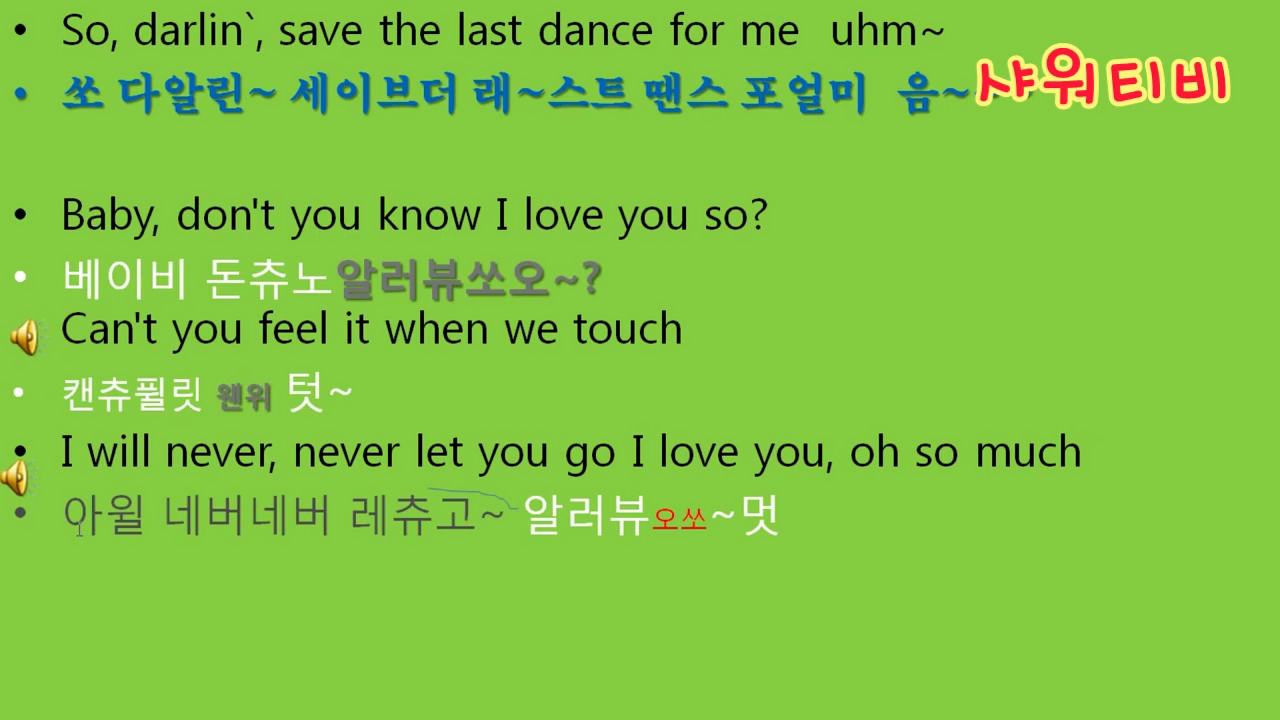 • So, darlin`, save the last dance for me uhm~
• 쏘 다알린~ 세이브더 래~스트 땐스 포얼미 음~
샤워티비
• Baby, don't you know I love you so?
• 베이비 돈츄노알러뷰쏘오~?
Can't you feel it when we touch
• 캔츄퓔릿 웬위 텃~
• I will never, never let you go I love you, oh so much
• 아윌 네버네버 레츄고~ 알러뷰오쏘~멋